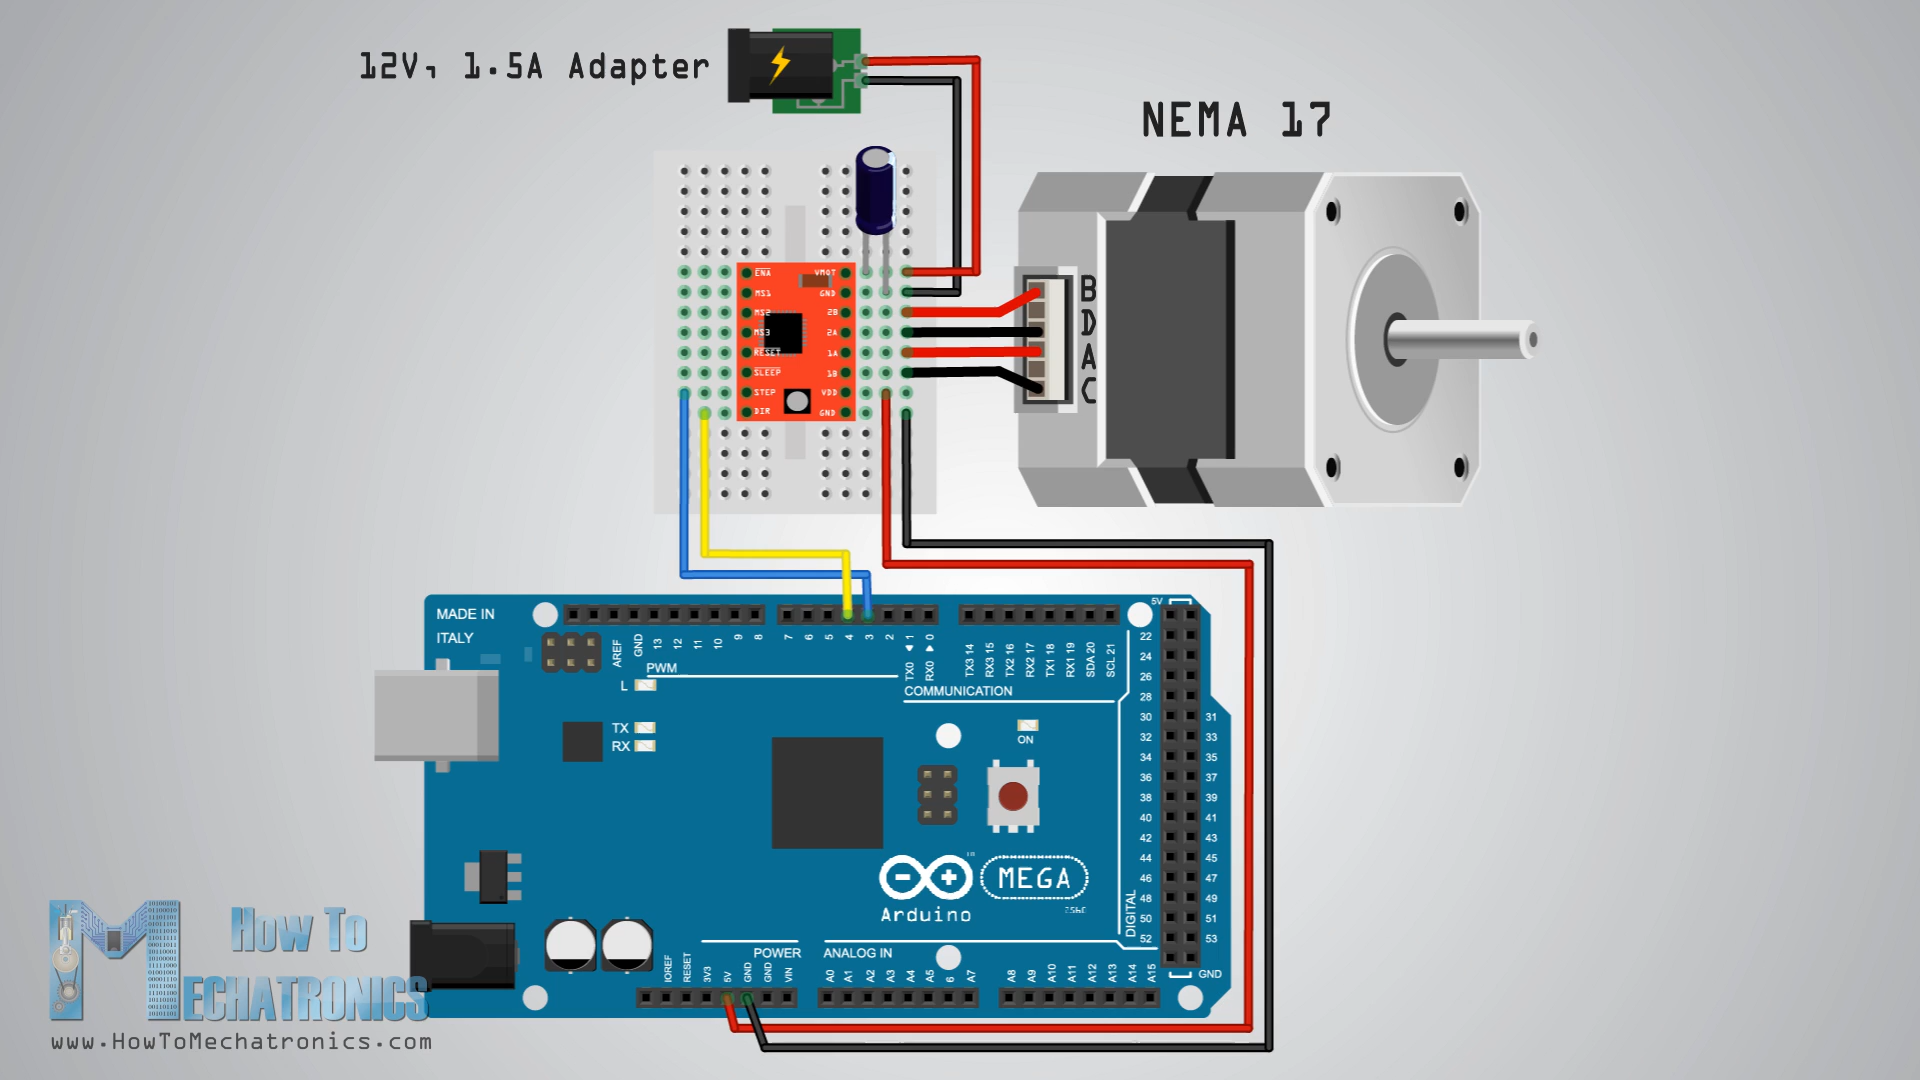 12V, 1.5A Adapter
NEMA 17
ENA VMOT
MS1 GND
MS2 2B
MS3 2A
RESET 1A
SLEEP 1B
STEP VDD
DIR GND
B
D
A
C
MADE IN
ITALY
5V
AREF GND 13 12 11 10 9 8 7 6 5 4 3 2 1 0
TX0 RX0
TX3 14 RX3 15 TX2 16 RX2 17 TX1 18 RX1 19 SDA 20 SCL 21
PWM
COMMUNICATION
L
TX
RX
ON
22
24
26
28
30 31
32 33
34 35
36 37
38 39
40 41
42 43
44 45
46 47
48 49
50 51
52 53
DIGITAL
GND
TM
MEGA
Arduino
2560
POWER
ANALOG IN
IOREF RESET 3V3 5V GND GND VIN
A0 A1 A2 A3 A4 A5 6 A7 A8 A9 A10 A11 A12 A13 A14 A15
How To
MECHATRONICS
www.HowToMechatronics.com